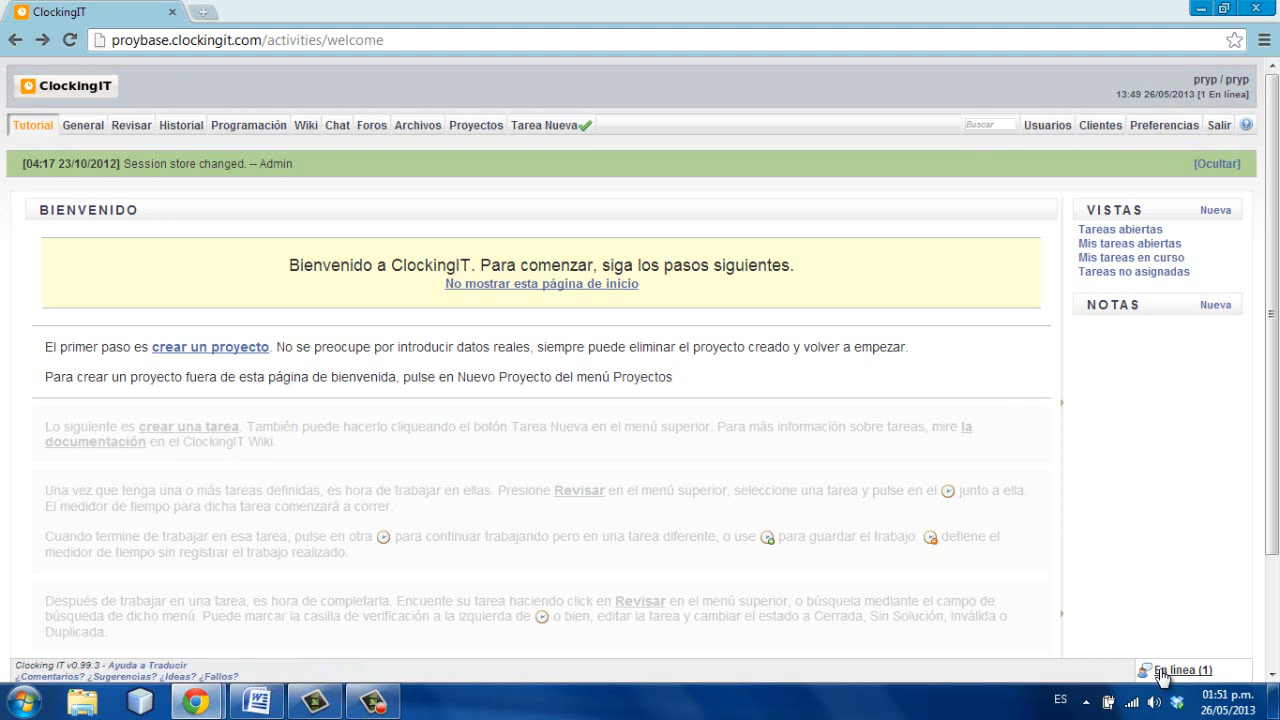 ClockingIT
proybase.clockingit.com/activities/welcome
ClockingIT
pryp / pryp
13:49 26/05/2013 [1 En línea]
Tutorial General Revisar Historial Programación Wiki Chat Foros Archivos Proyectos Tarea Nueva Buscar Usuarios Clientes Preferencias Salir
[04:17 23/10/2012] Session store changed. -- Admin [Ocultar]
BIENVENIDO
Bienvenido a ClockingIT. Para comenzar, siga los pasos siguientes.
No mostrar esta página de inicio
El primer paso es crear un proyecto. No se preocupe por introducir datos reales, siempre puede eliminar el proyecto creado y volver a empezar.
Para crear un proyecto fuera de esta página de bienvenida, pulse en Nuevo Proyecto del menú Proyectos
Lo siguiente es crear una tarea. También puede hacerlo cliqueando el botón Tarea Nueva en el menú superior. Para más información sobre tareas, mire la
documentación en el ClockingIT Wiki.
Una vez que tenga una o más tareas definidas, es hora de trabajar en ellas. Presione Revisar en el menú superior, seleccione una tarea y pulse en el junto a ella.
El medidor de tiempo para dicha tarea comenzará a correr.
Cuando termine de trabajar en esa tarea, pulse en otra para continuar trabajando pero en una tarea diferente, o use para guardar el trabajo. detiene el
medidor de tiempo sin registrar el trabajo realizado.
Después de trabajar en una tarea, es hora de completarla. Encuente su tarea haciendo click en Revisar en el menú superior, o búsqueda mediante el campo de
búsqueda de dicho menú. Puede marcar la casilla de verificación a la izquierda de o bien, editar la tarea y cambiar el estado a Cerrada, Sin Solución, Inválida o
Duplicada.
VISTAS Nueva
Tareas abiertas
Mis tareas abiertas
Mis tareas en curso
Tareas no asignadas
NOTAS Nueva
Clocking IT v0.99.3 - Ayuda a Traducir
¿Comentarios? ¿Sugerencias? ¿Ideas? ¿Fallos?
En línea (1)
ES
01:51 p.m.
26/05/2013